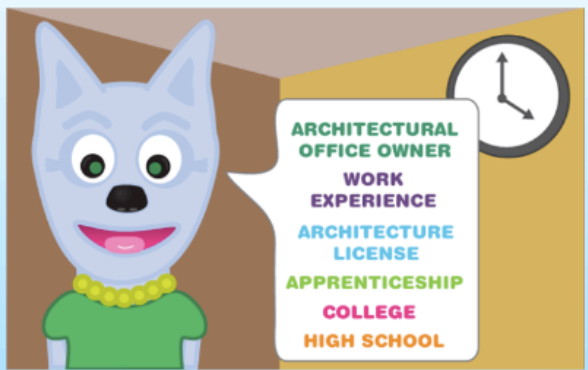 ARCHITECTURAL
OFFICE OWNER
WORK
EXPERIENCE
ARCHITECTURE
LICENSE
APPRENTICESHIP
COLLEGE
HIGH SCHOOL